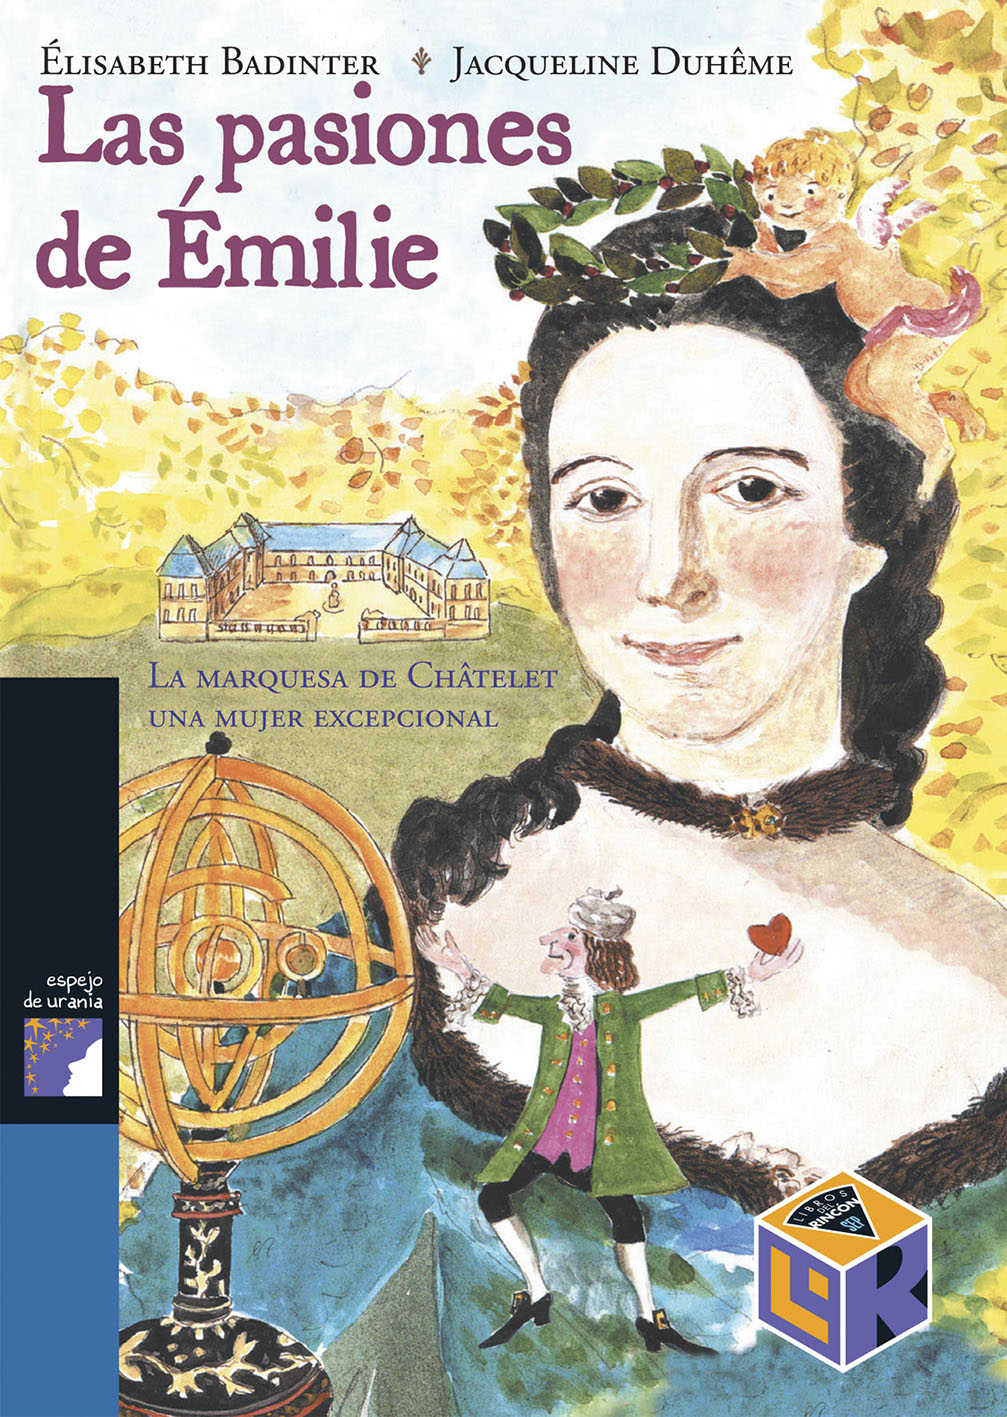 Élisabeth Badinter Jacqueline Duhême
Las pasiones
de Émilie
La marquesa de Châtelet
una mujer excepcional
espejo
de urania
LIBROS
DEL
RINCÓN
SEP
LR